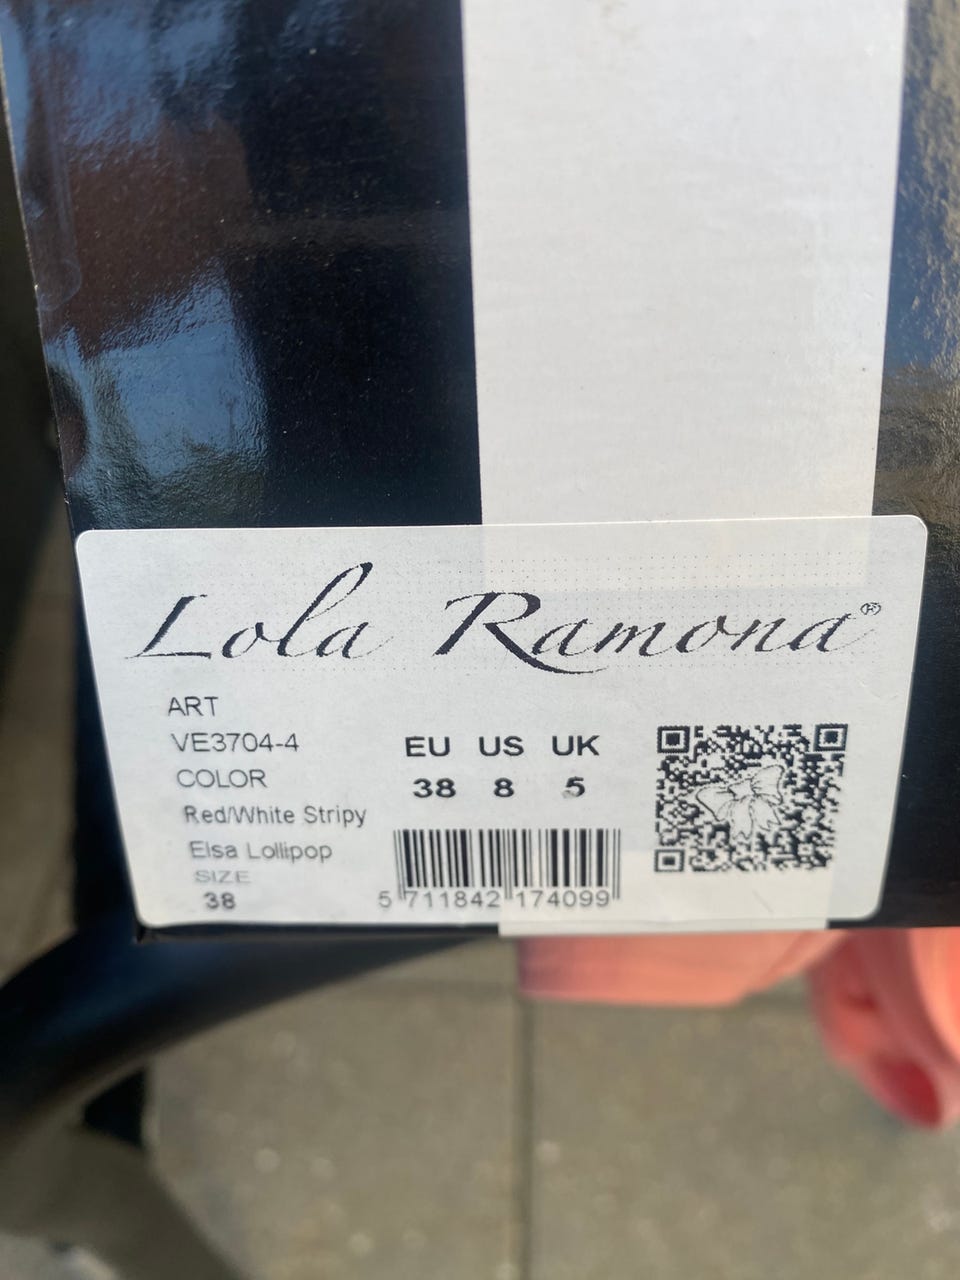 Lola Ramona®
ART
VE3704-4
COLOR
Red/White Stripy
Elsa Lollipop
SIZE
38
EU US UK
38 8 5
5 711842 174099